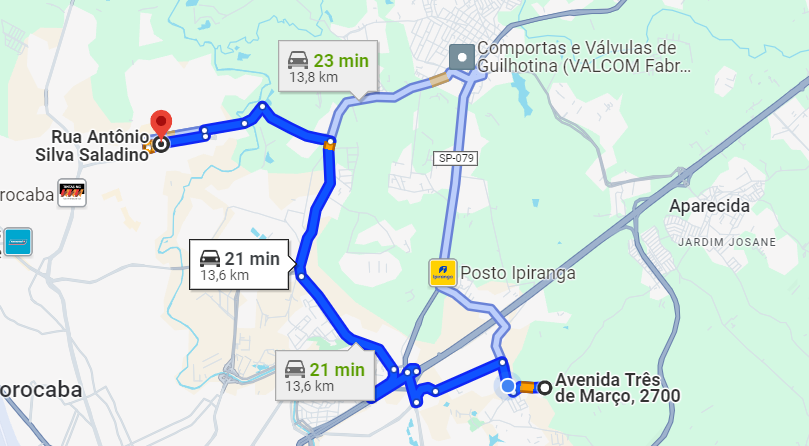 23 min
13,8 km
Comportas e Válvulas de
Guilhotina (VALCOM Fabr...
Rua Antônio
Silva Saladino
SP-079
rocaba
Aparecida
JARDIM JOSANE
21 min
13,6 km
Posto Ipiranga
21 min
13,6 km
orocaba
Avenida Três
de Março, 2700